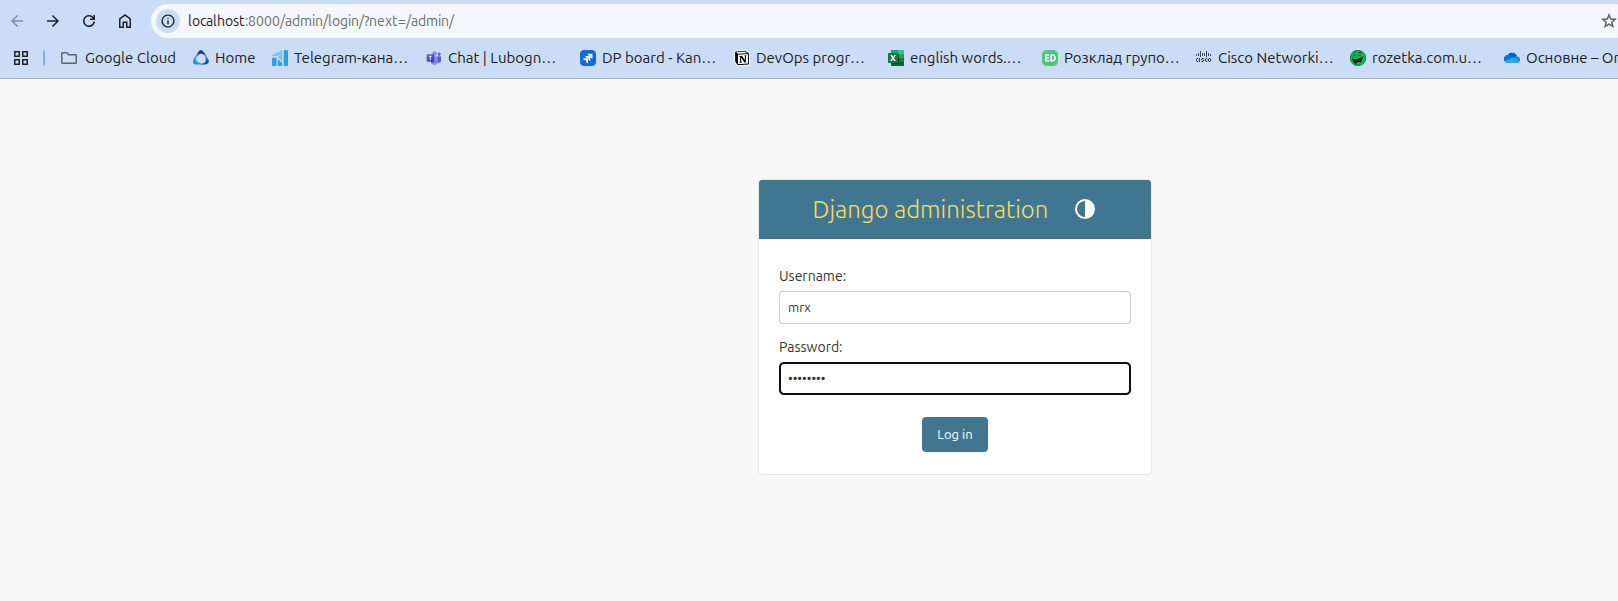 localhost:8000/admin/login/?next=/admin/
Google Cloud Home Telegram-кана... Chat | Lubogn... DP board - Kan... DevOps progr... english words.... Розклад групо... Cisco Networki... rozetka.com.u... Основне – Or
Django administration
Username:
mrx
Password:
••••••••
Log in